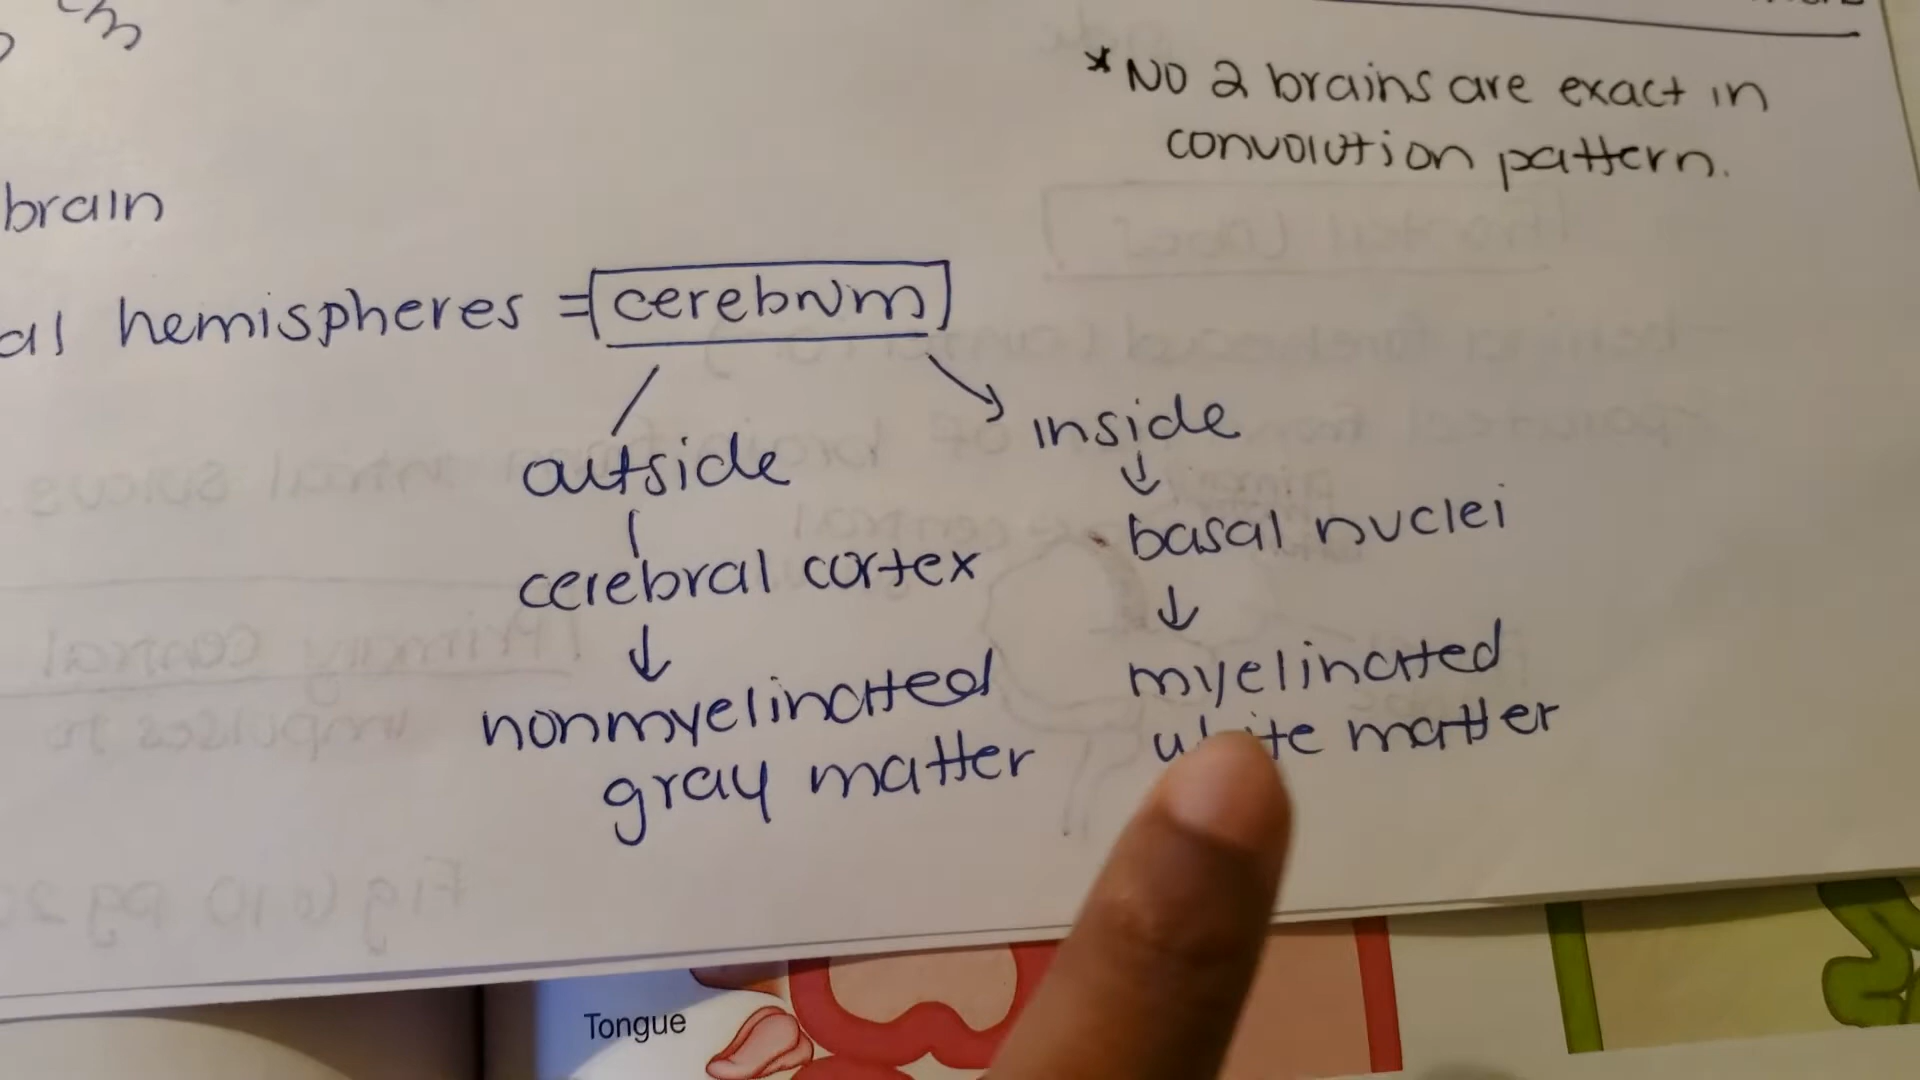 *No 2 brains are exact in
convolution pattern.
brain
al hemispheres = cerebrum
outside
inside
cerebral cortex
basal nuclei
nonmyelinated
gray matter
myelinated
white matter
Tongue